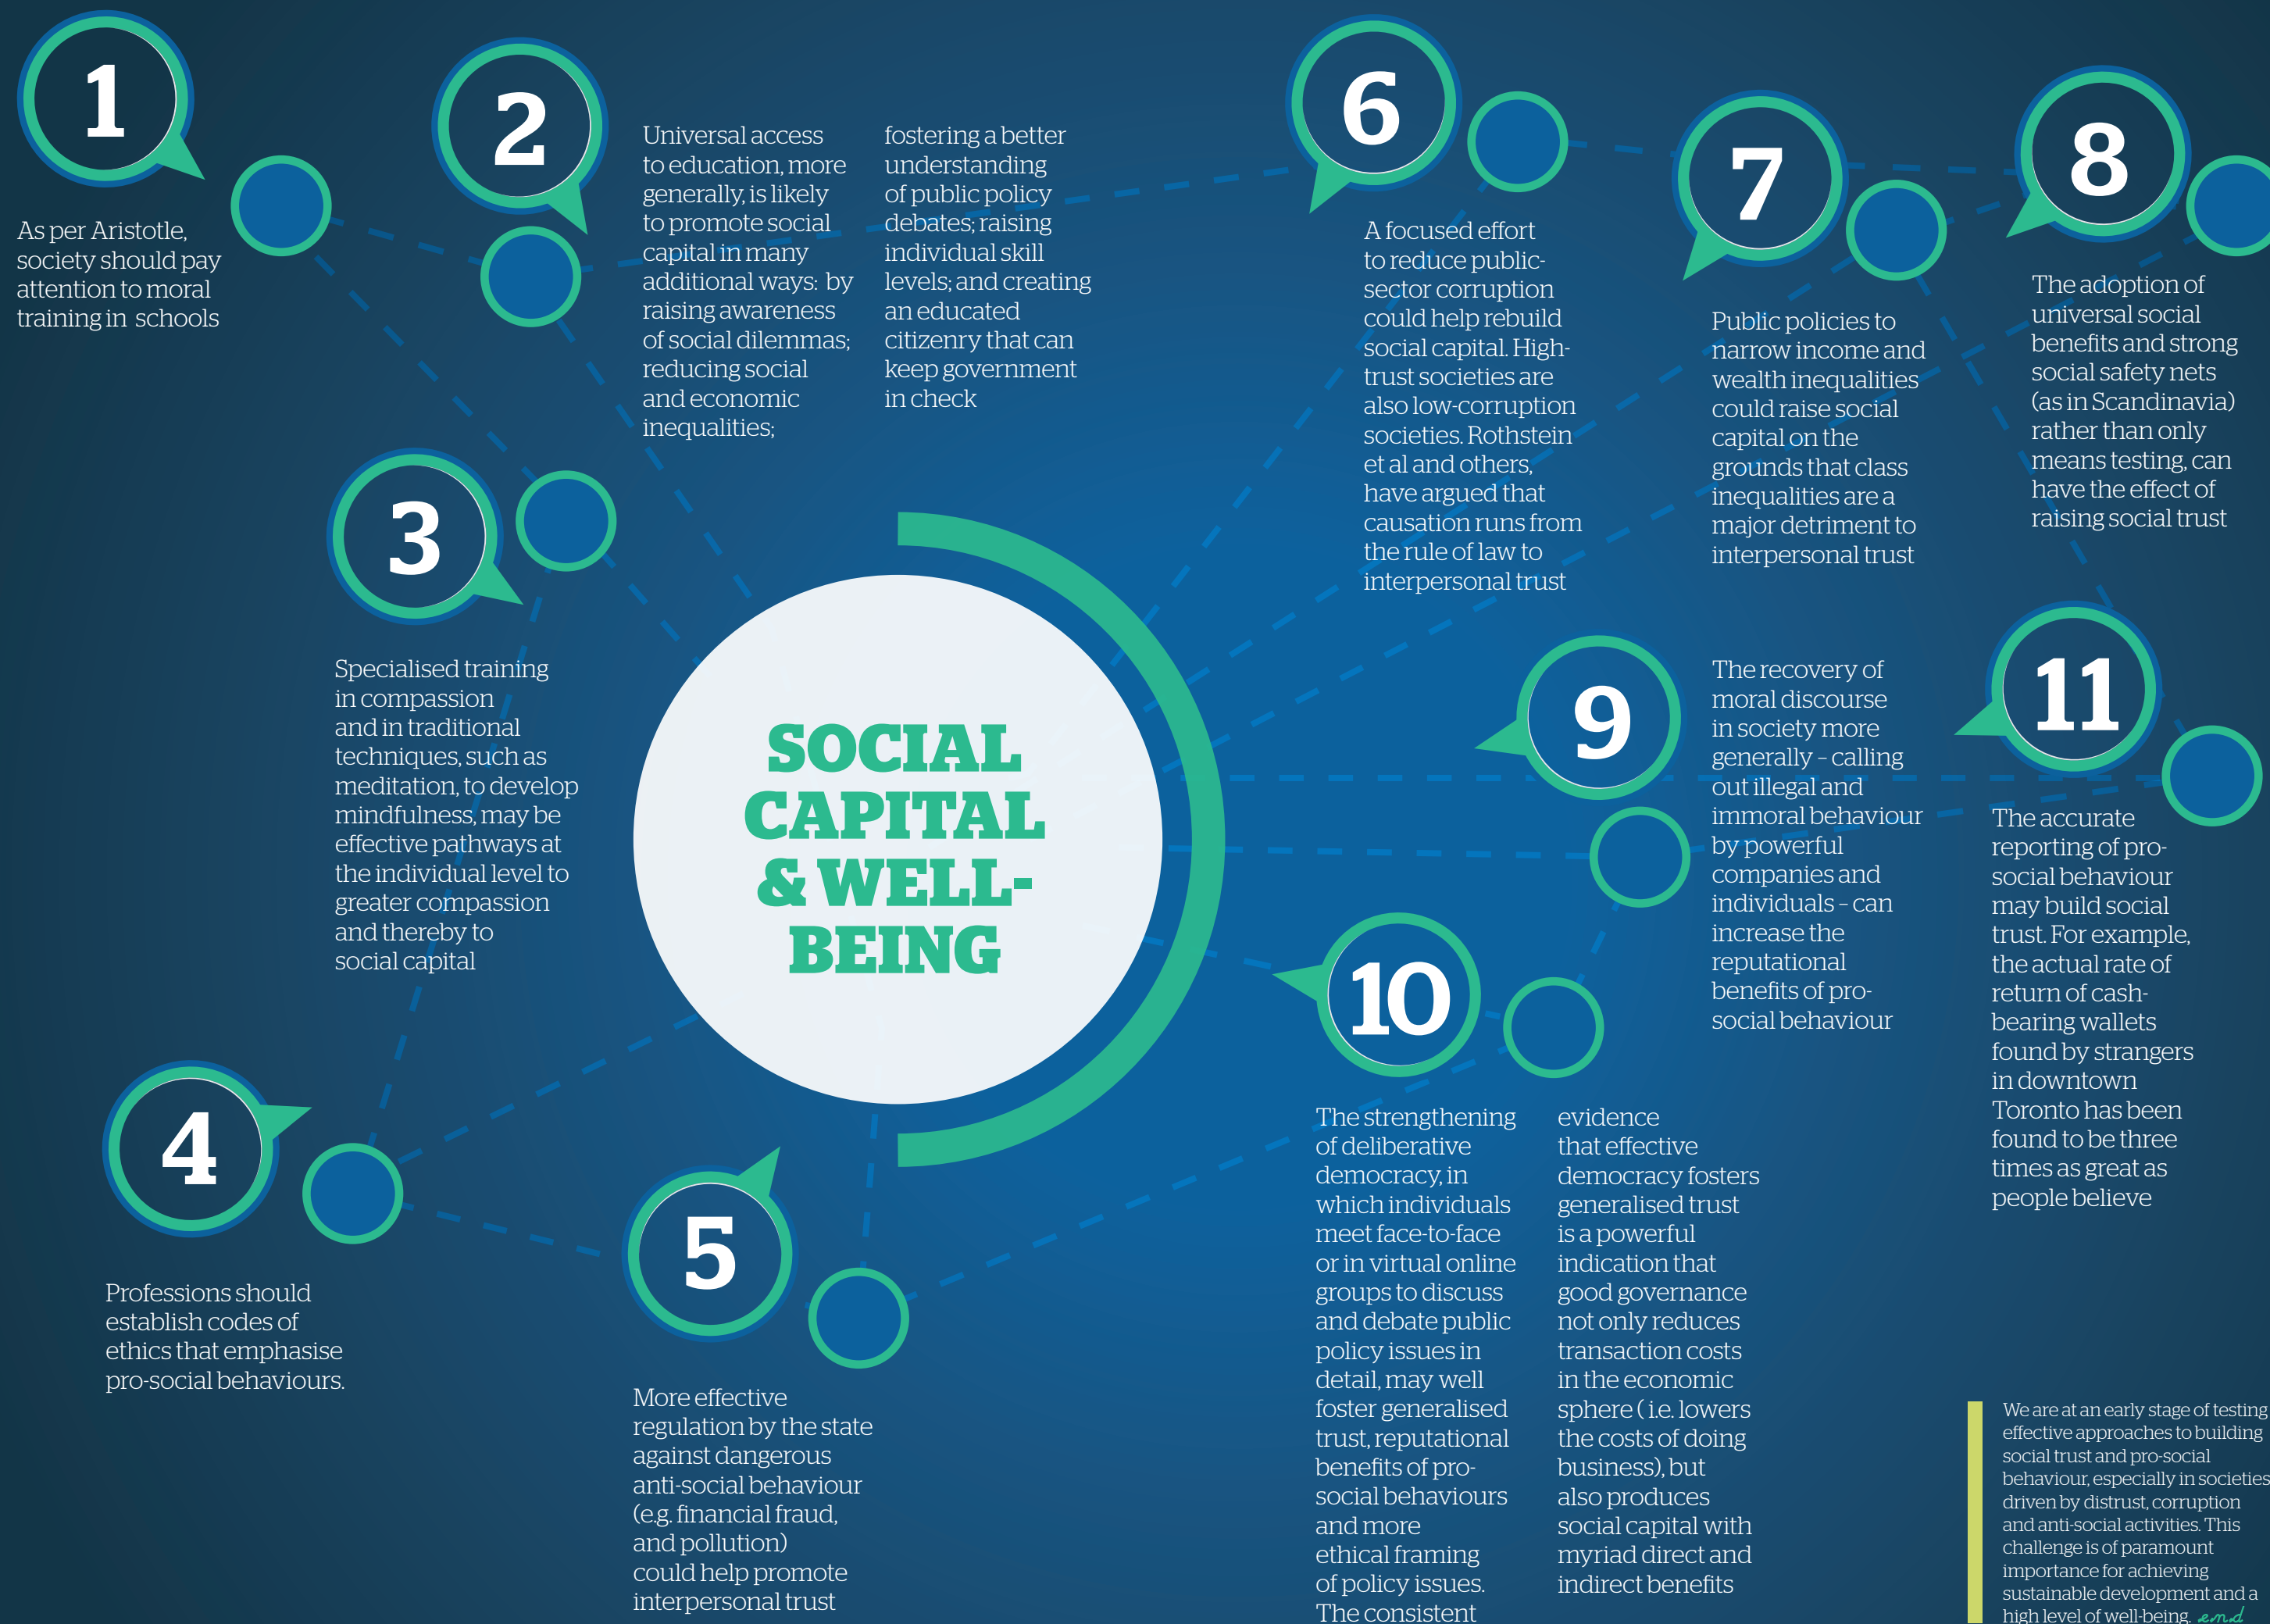 1
As per Aristotle,
society should pay
attention to moral
training in schools
2
Universal access
to education, more
generally, is likely
to promote social
capital in many
additional ways: by
raising awareness
of social dilemmas;
reducing social
and economic
inequalities;
fostering a better
understanding
of public policy
debates; raising
individual skill
levels; and creating
an educated
citizenry that can
keep government
in check
3
Specialised training
in compassion
and in traditional
techniques, such as
meditation, to develop
mindfulness, may be
effective pathways at
the individual level to
greater compassion
and thereby to
social capital
4
Professions should
establish codes of
ethics that emphasise
pro-social behaviours.
5
More effective
regulation by the state
against dangerous
anti-social behaviour
(e.g. financial fraud,
and pollution)
could help promote
interpersonal trust
SOCIAL
CAPITAL
& WELL-
BEING
6
A focused effort
to reduce public-
sector corruption
could help rebuild
social capital. High-
trust societies are
also low-corruption
societies. Rothstein
et al and others,
have argued that
causation runs from
the rule of law to
interpersonal trust
7
Public policies to
narrow income and
wealth inequalities
could raise social
capital on the
grounds that class
inequalities are a
major detriment to
interpersonal trust
8
The adoption of
universal social
benefits and strong
social safety nets
(as in Scandinavia)
rather than only
means testing, can
have the effect of
raising social trust
9
The recovery of
moral discourse
in society more
generally – calling
out illegal and
immoral behaviour
by powerful
companies and
individuals – can
increase the
reputational
benefits of pro-
social behaviour
10
The strengthening
of deliberative
democracy, in
which individuals
meet face-to-face
or in virtual online
groups to discuss
and debate public
policy issues in
detail, may well
foster generalised
trust, reputational
benefits of pro-
social behaviours
and more
ethical framing
of policy issues.
The consistent
evidence
that effective
democracy fosters
generalised trust
is a powerful
indication that
good governance
not only reduces
transaction costs
in the economic
sphere ( i.e. lowers
the costs of doing
business), but
also produces
social capital with
myriad direct and
indirect benefits
11
The accurate
reporting of pro-
social behaviour
may build social
trust. For example,
the actual rate of
return of cash-
bearing wallets
found by strangers
in downtown
Toronto has been
found to be three
times as great as
people believe
We are at an early stage of testing
effective approaches to building
social trust and pro-social
behaviour, especially in societies
driven by distrust, corruption
and anti-social activities. This
challenge is of paramount
importance for achieving
sustainable development and a
high level of well-being. end